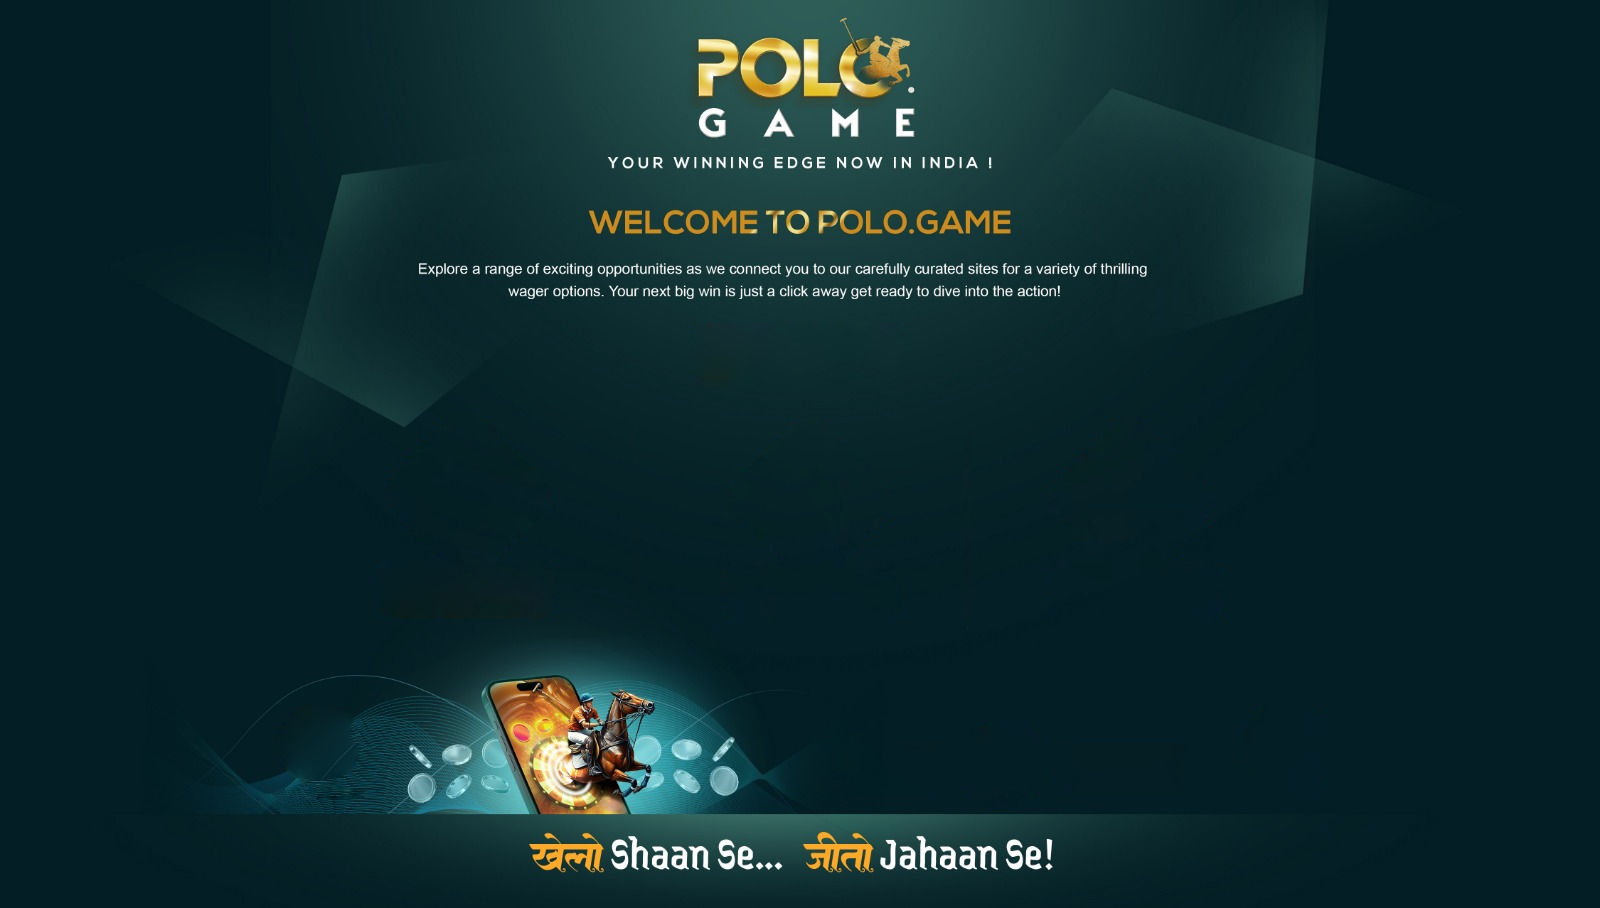 POLO.
GAME
YOUR WINNING EDGE NOW IN INDIA !
WELCOME TO POLO.GAME
Explore a range of exciting opportunities as we connect you to our carefully curated sites for a variety of thrilling
wager options. Your next big win is just a click away get ready to dive into the action!
खेलो Shaan Se... जीतो Jahaan Se!